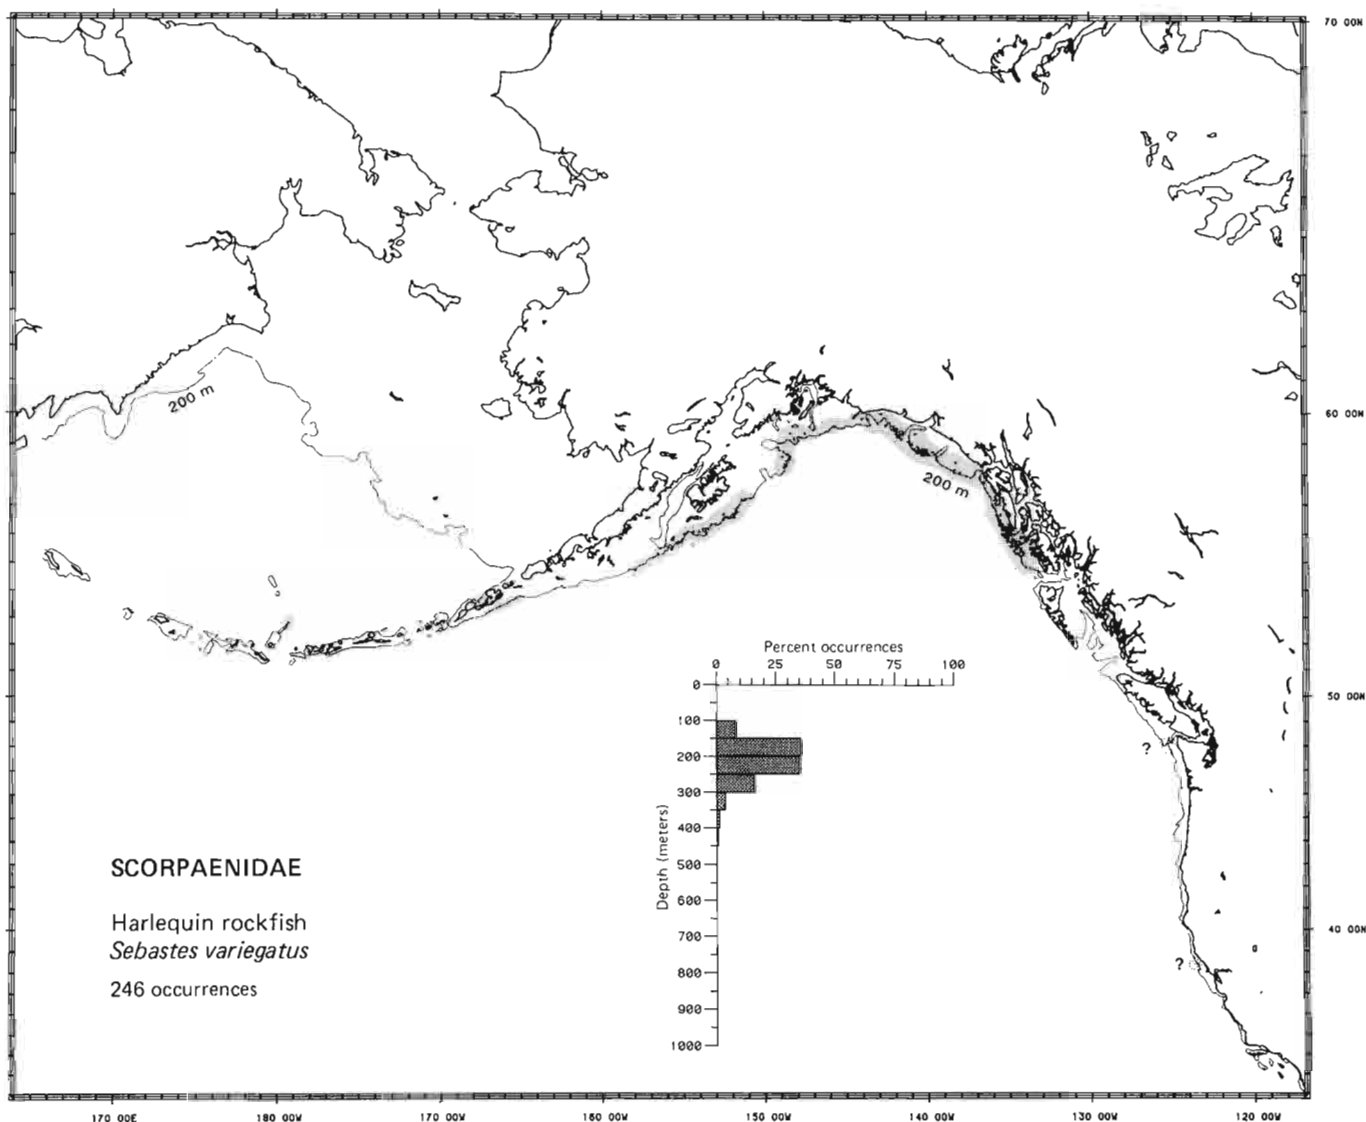 70 00N
200 m
60 00N
200 m
Percent occurrences
0 25 50 75 100
0
50 00N
100
?
200
300
400
Depth (meters)
500
SCORPAENIDAE
600
Harlequin rockfish
700
40 00N
Sebastes variegatus
?
800
246 occurrences
900
1000
170 00E 180 00W 170 00W 160 00W 150 00W 140 00W 130 00W 120 00W